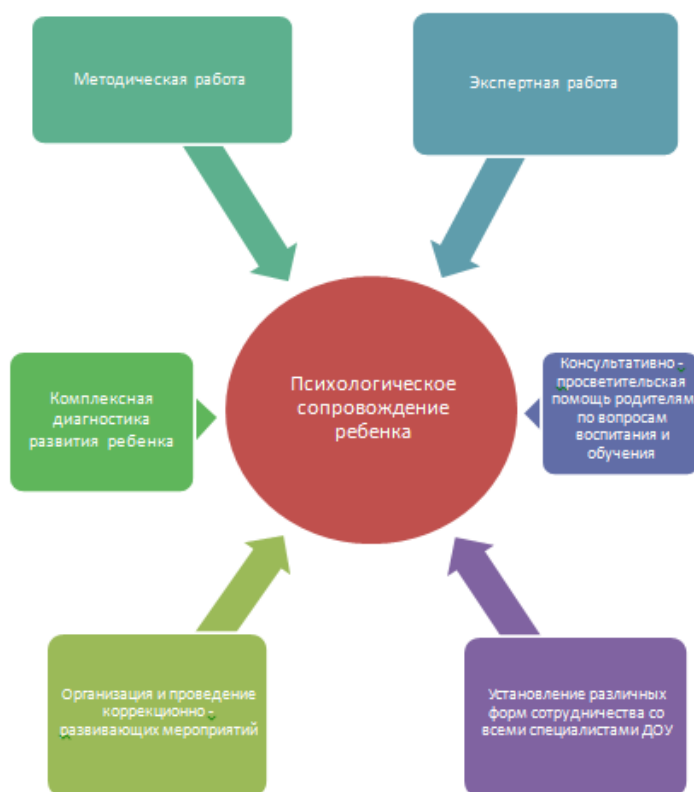 Методическая работа
Экспертная работа
Психологическое
сопровождение
ребенка
Комплексная
диагностика
развития ребенка
Консультативно -
просветительская
помощь родителям
по вопросам
воспитания и
обучения
Организация и проведение
коррекционно -
развивающих мероприятий
Установление различных
форм сотрудничества со
всеми специалистами ДОУ